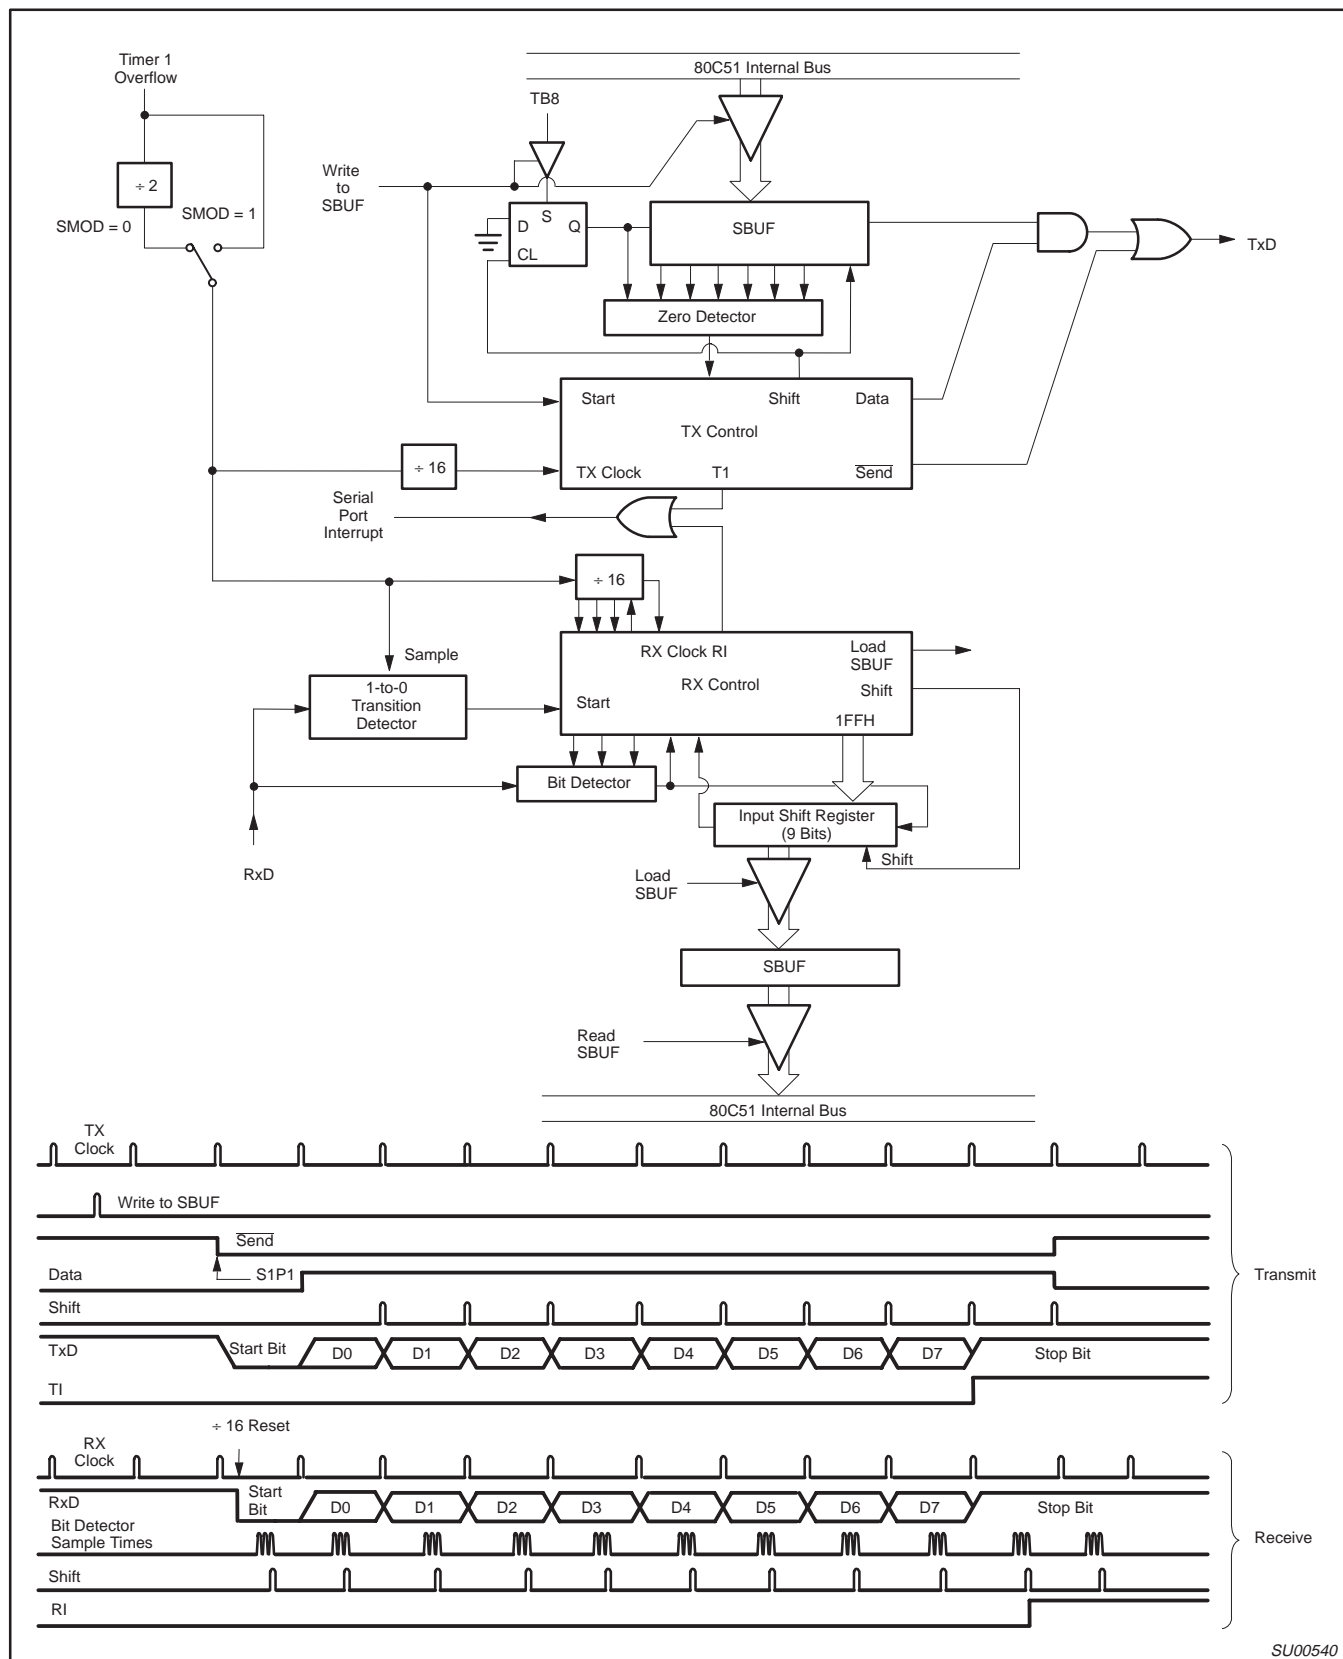 Timer 1
Overflow
80C51 Internal Bus
TB8
÷ 2
Write
to
SBUF
SMOD = 1
SMOD = 0
S
D
Q
CL
SBUF
TxD
Zero Detector
Start
Shift
Data
TX Control
÷ 16
TX Clock
T1
Send
Serial
Port
Interrupt
÷ 16
RX Clock RI
Load
SBUF
Sample
RX Control
Shift
1-to-0
Transition
Detector
Start
1FFH
Bit Detector
Input Shift Register
(9 Bits)
Shift
RxD
Load
SBUF
SBUF
Read
SBUF
80C51 Internal Bus
TX
Clock
Write to SBUF
Send
Data
S1P1
Transmit
Shift
TxD
Start Bit
D0
D1
D2
D3
D4
D5
D6
D7
Stop Bit
TI
÷ 16 Reset
RX
Clock
RxD
Start
Bit
D0
D1
D2
D3
D4
D5
D6
D7
Stop Bit
Bit Detector
Sample Times
Receive
Shift
RI
SU00540